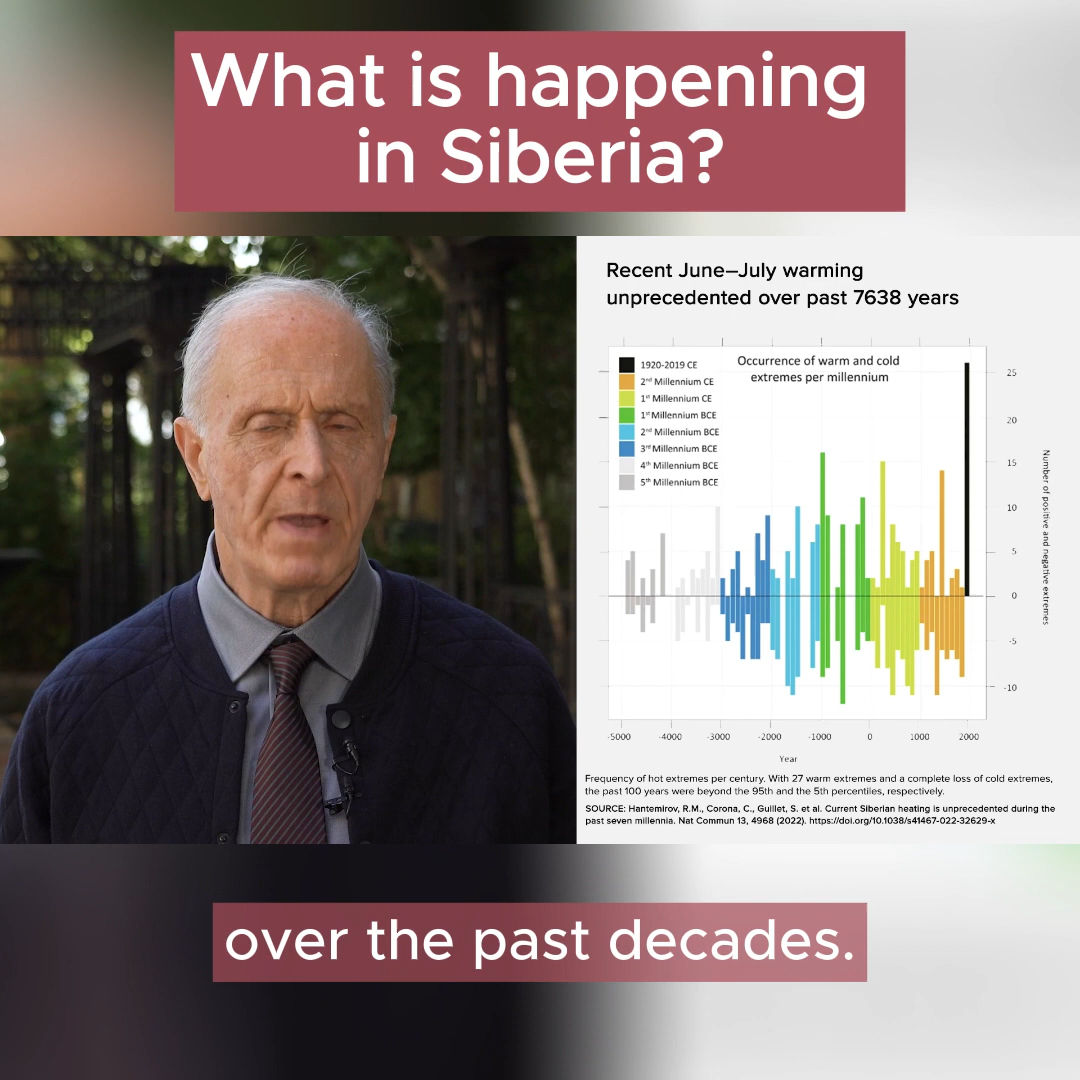 What is happening
in Siberia?
Recent June–July warming
unprecedented over past 7638 years
Occurrence of warm and cold
extremes per millennium
1920-2019 CE
2nd Millennium CE
1st Millennium CE
1st Millennium BCE
2nd Millennium BCE
3rd Millennium BCE
4th Millennium BCE
5th Millennium BCE
25
20
15
10
5
0
-5
-10
Number of positive and negative extremes
-5000 -4000 -3000 -2000 -1000 0 1000 2000
Year
Frequency of hot extremes per century. With 27 warm extremes and a complete loss of cold extremes,
the past 100 years were beyond the 95th and the 5th percentiles, respectively.
SOURCE: Hantemirov, R.M., Corona, C., Guillet, S. et al. Current Siberian heating is unprecedented during the
past seven millennia. Nat Commun 13, 4968 (2022). https://doi.org/10.1038/s41467-022-32629-x
over the past decades.